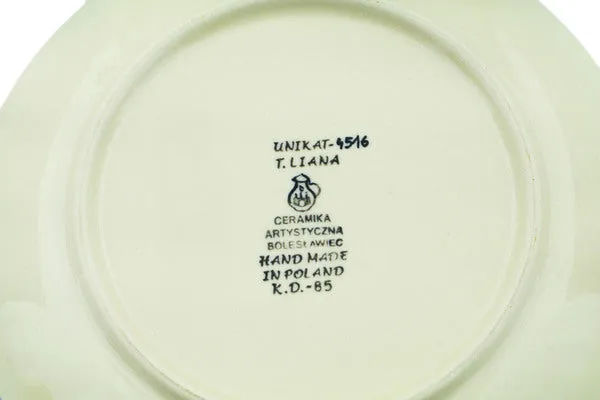 UNIKAT-4516
T. LIANA
CERAMIKA
ARTYSTYCZNA
BOLESŁAWIEC
HAND MADE
IN POLAND
K.D.-85